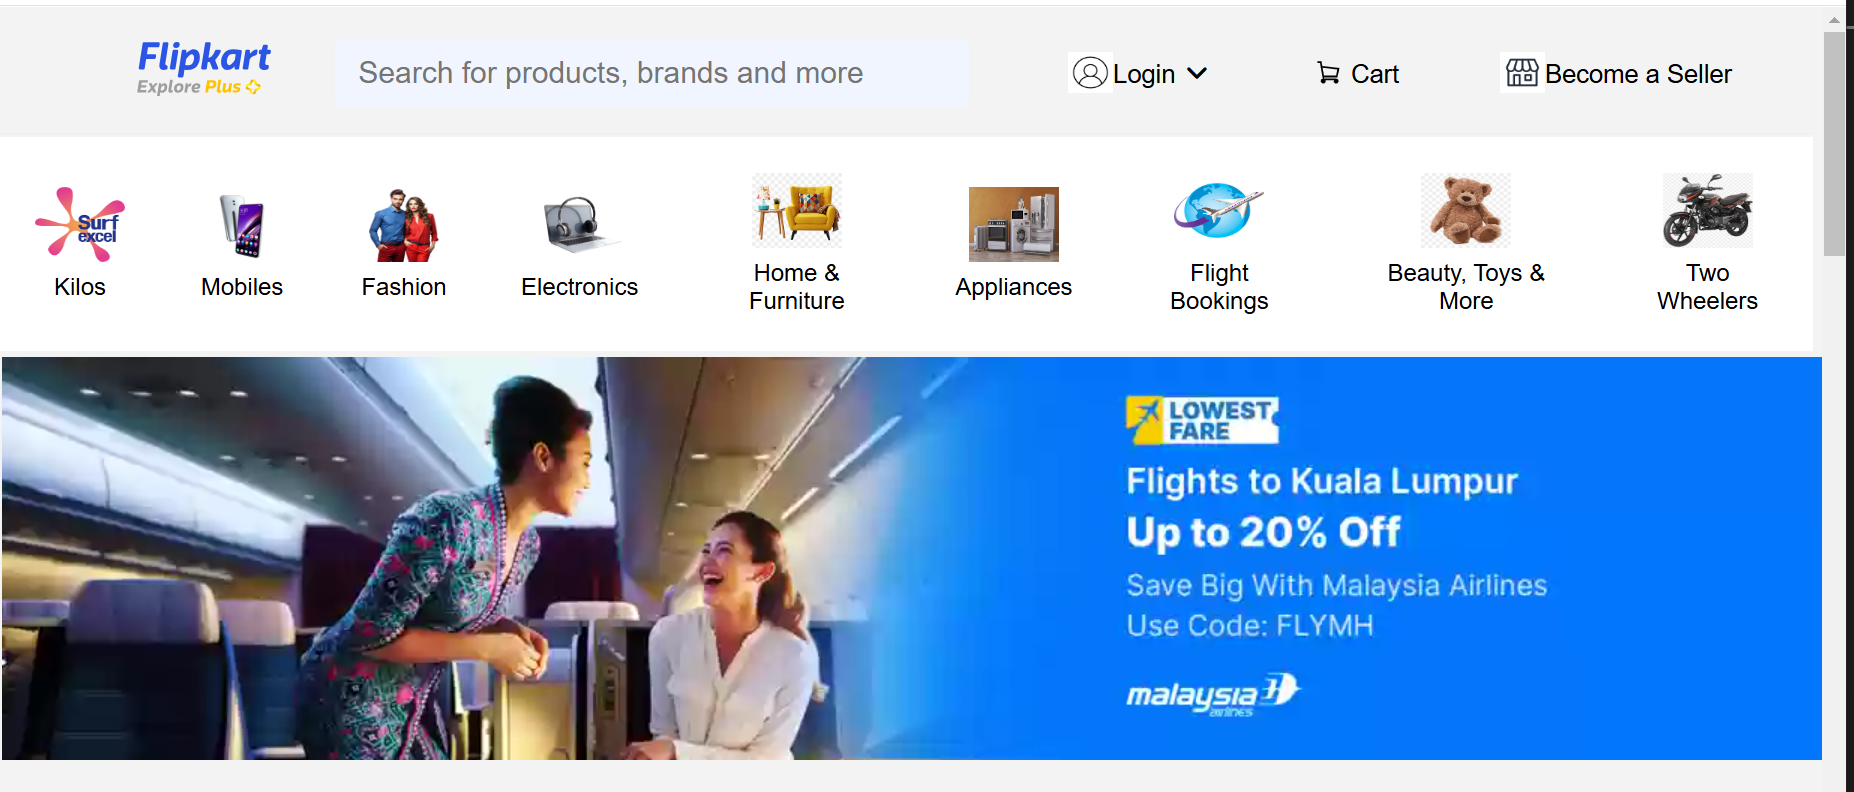 Flipkart
Explore Plus
Search for products, brands and more
Login
Cart
Become a Seller
Surf
excel
Kilos
Mobiles
Fashion
Electronics
Home &
Furniture
Appliances
Flight
Bookings
Beauty, Toys &
More
Two
Wheelers
LOWEST
FARE
Flights to Kuala Lumpur
Up to 20% Off
Save Big With Malaysia Airlines
Use Code: FLYMH
malaysia
airlines